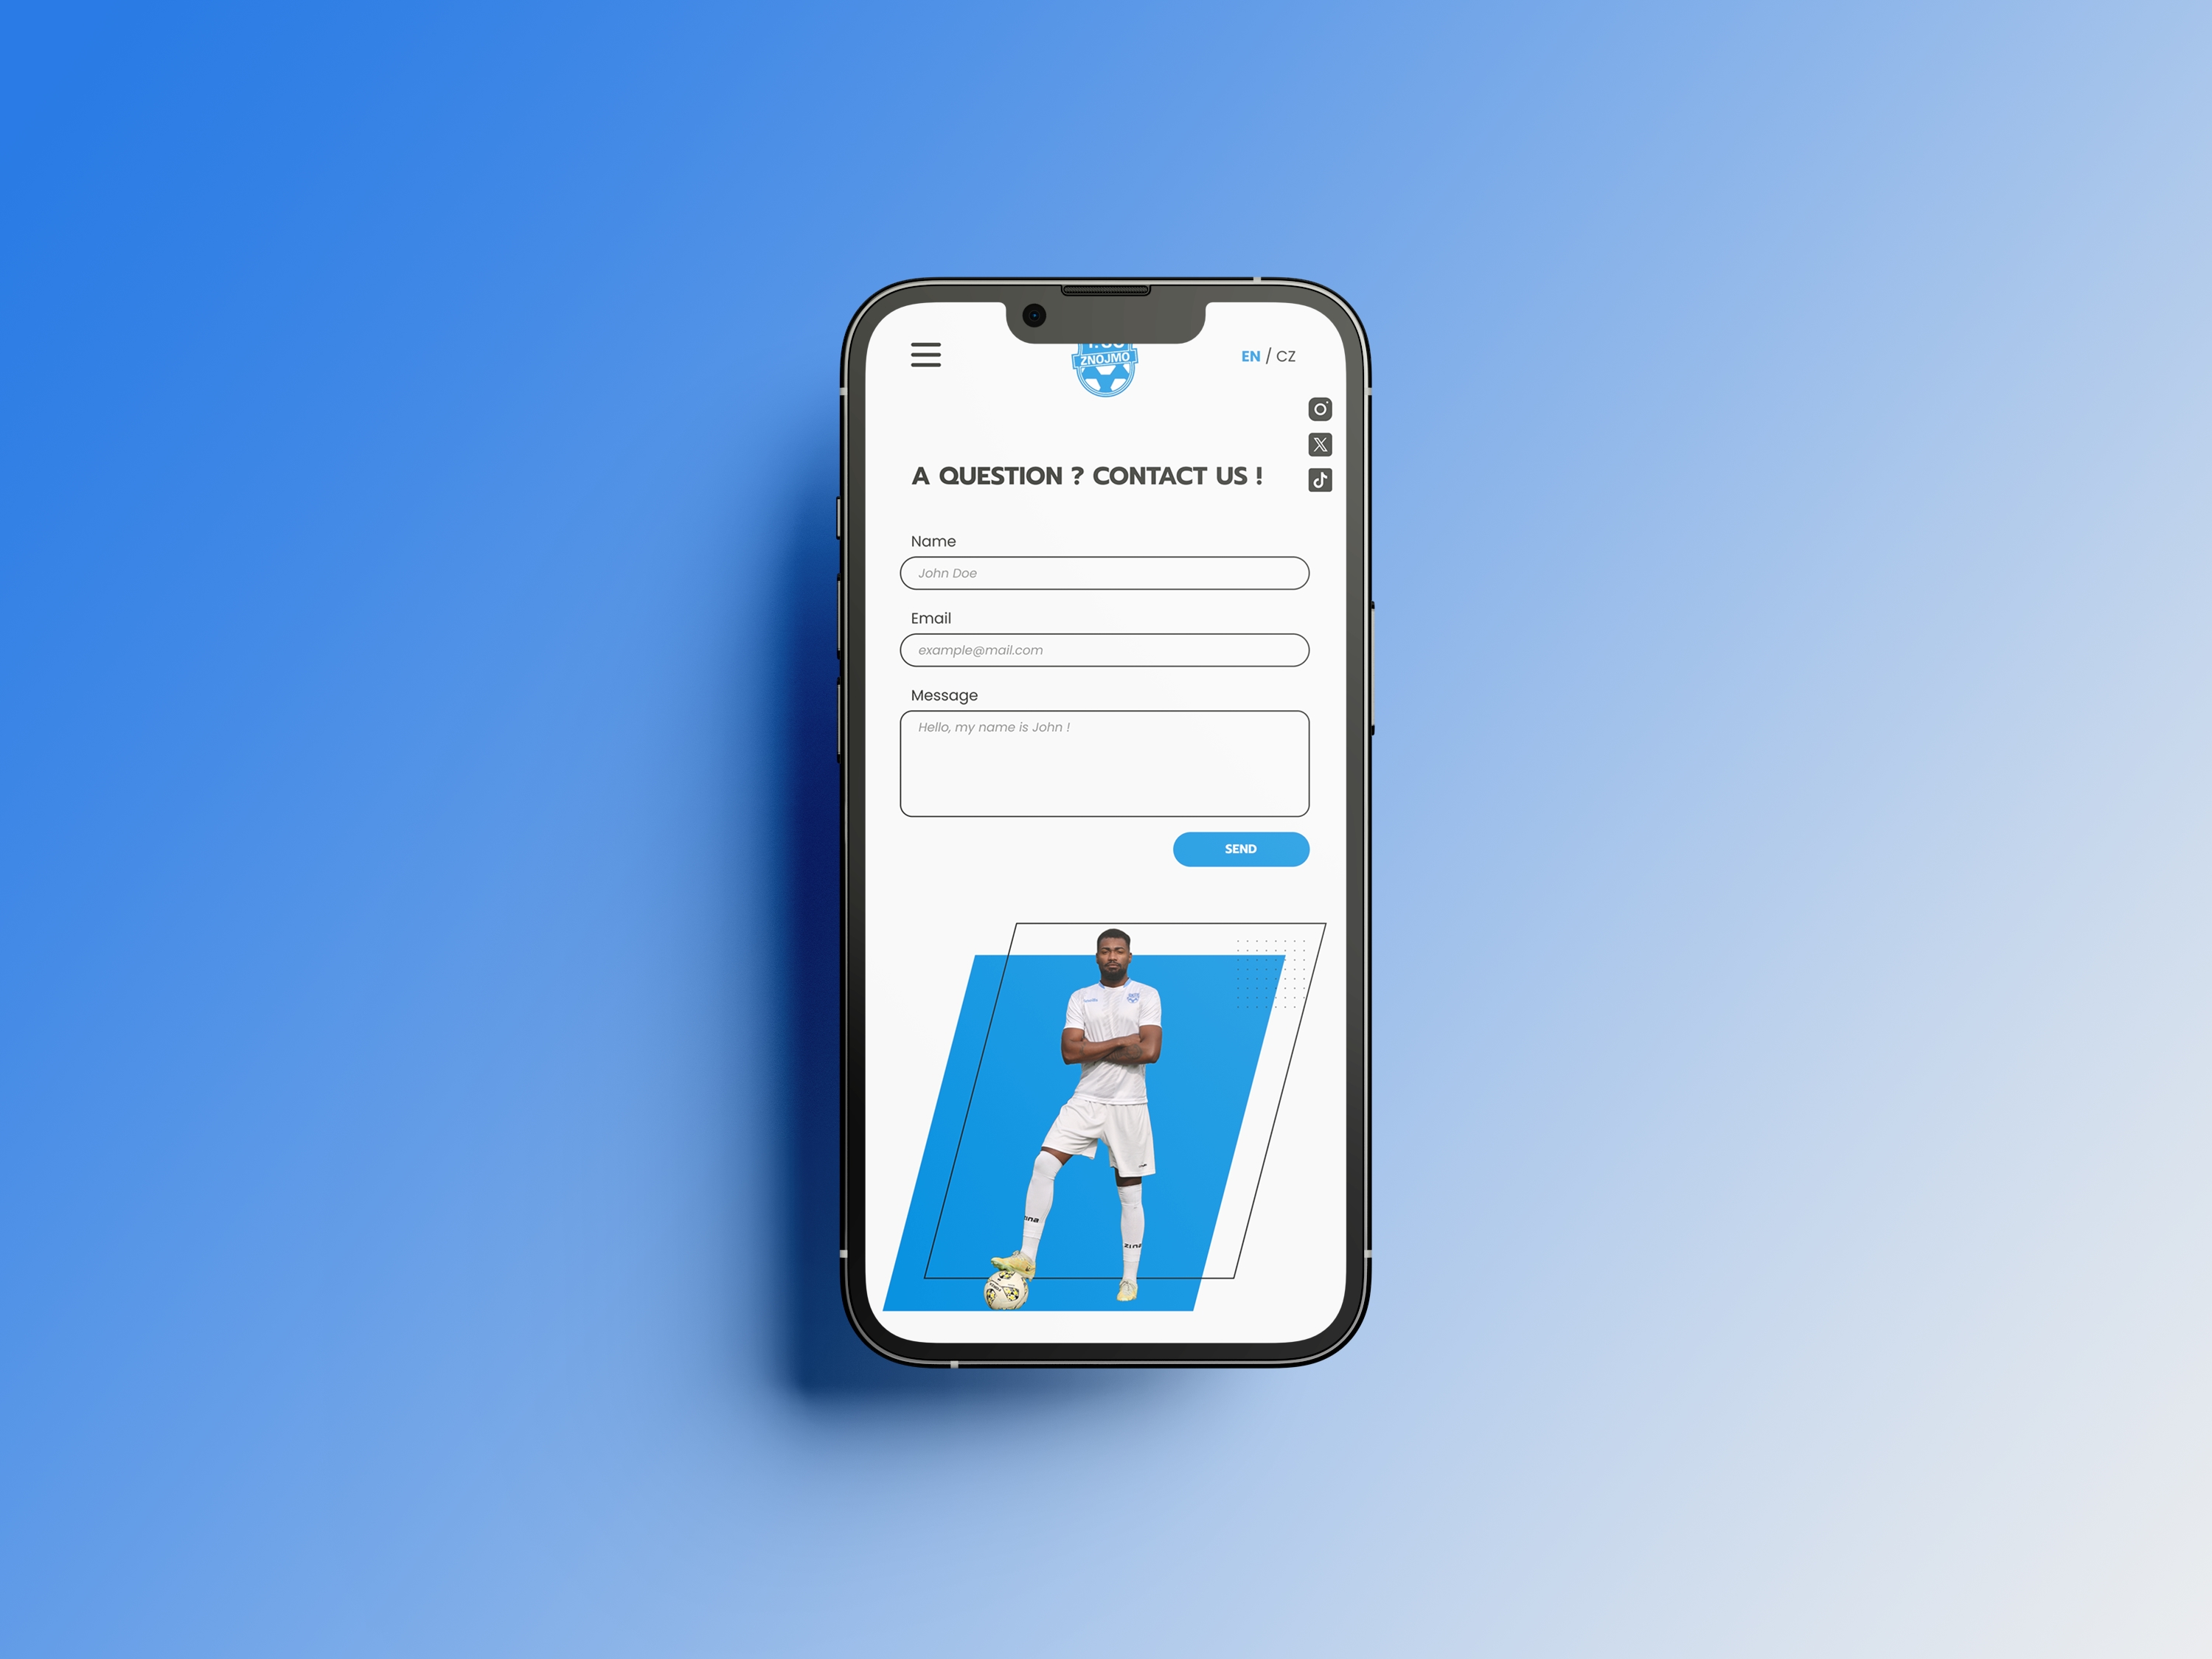 ZNOJMO
EN / CZ
A QUESTION ? CONTACT US !
Name
John Doe
Email
example@mail.com
Message
Hello, my name is John !
SEND